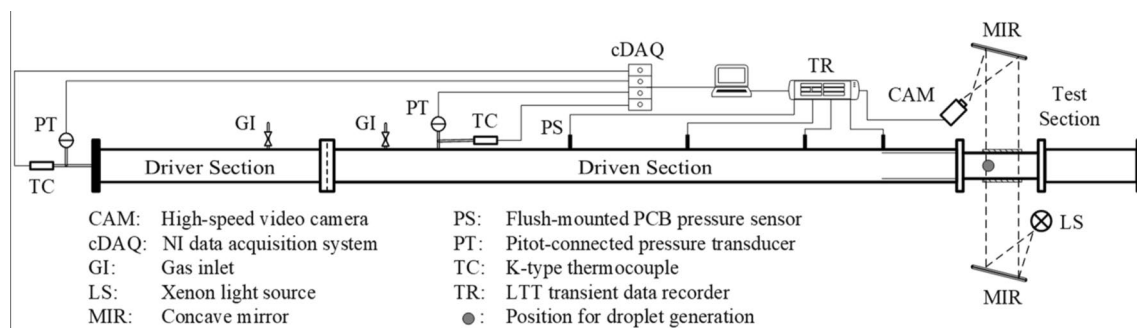 MIR
cDAQ
TR
CAM
Test
Section
PT
GI
GI
PT
TC
PS
Driver Section
Driven Section
TC
LS
MIR
CAM: High-speed video camera
cDAQ: NI data acquisition system
GI: Gas inlet
LS: Xenon light source
MIR: Concave mirror
PS: Flush-mounted PCB pressure sensor
PT: Pitot-connected pressure transducer
TC: K-type thermocouple
TR: LTT transient data recorder
: Position for droplet generation